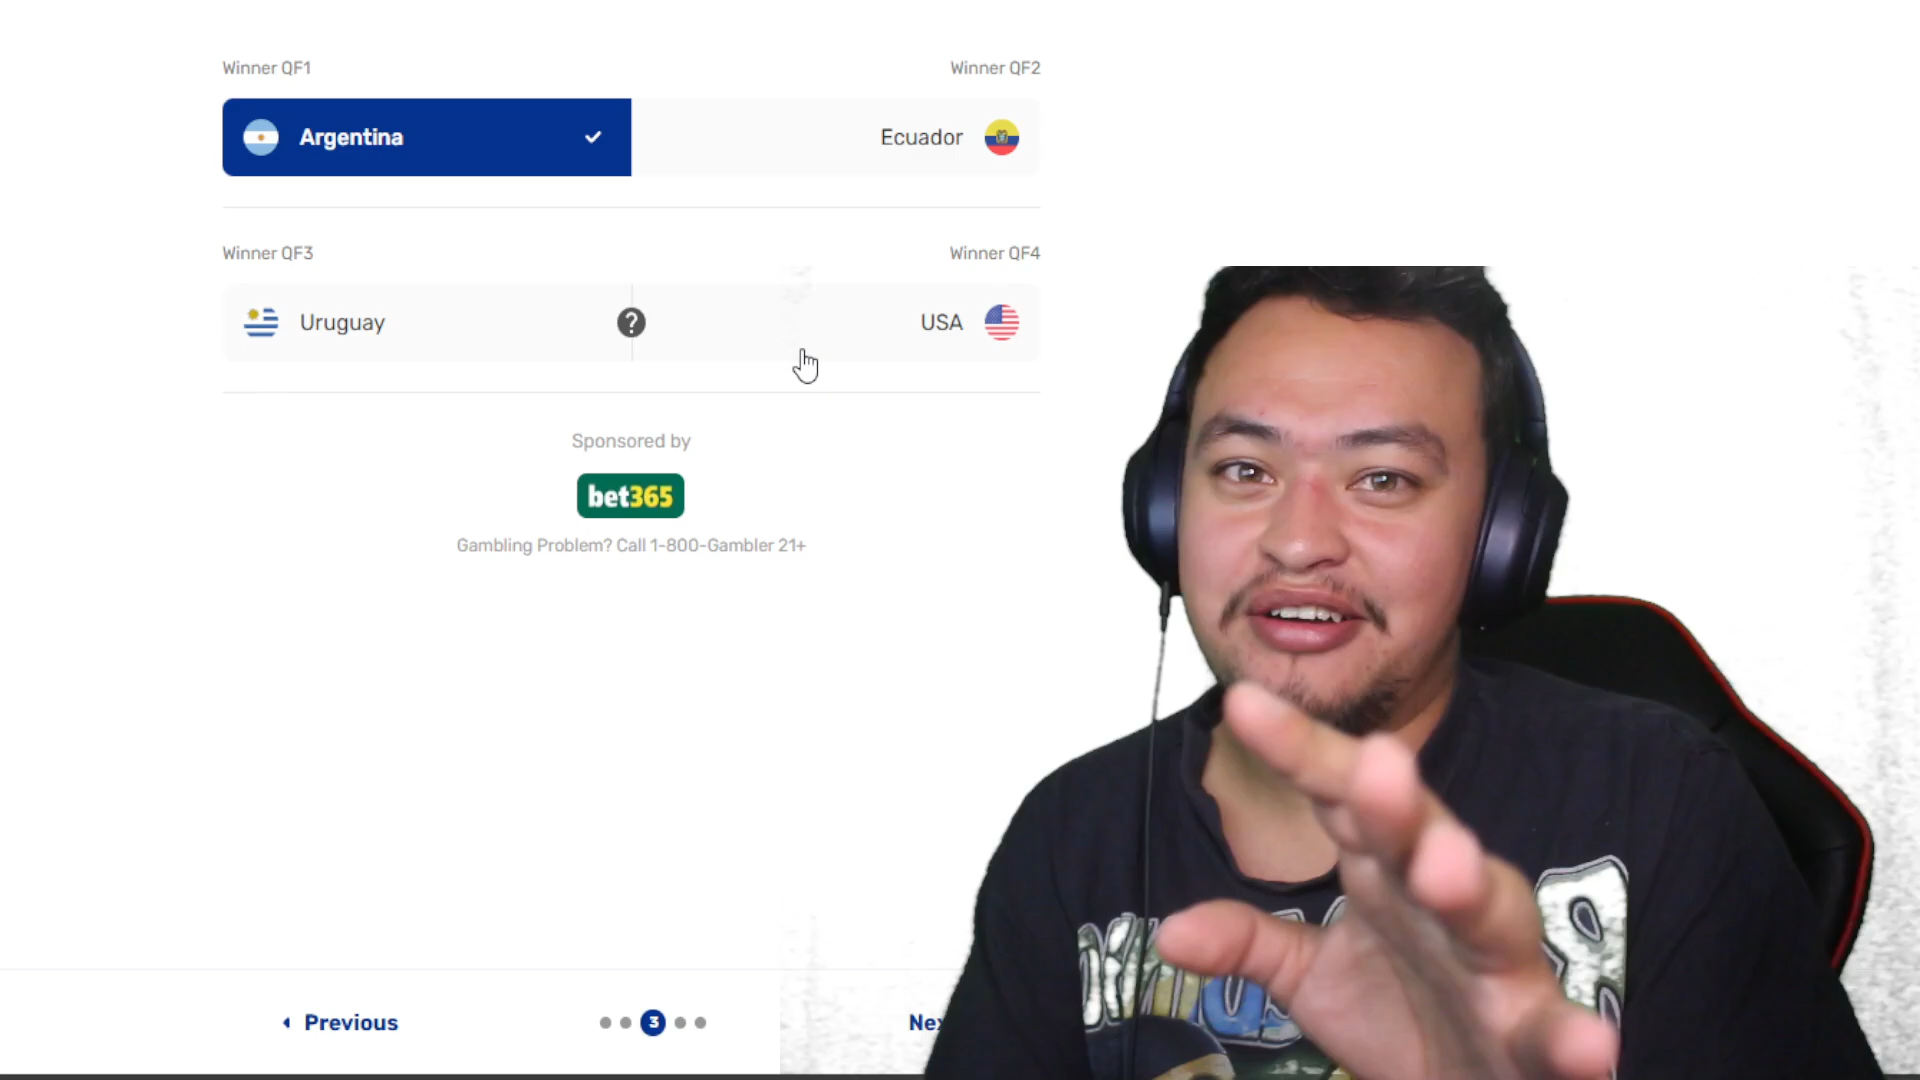 Winner QF1
Winner QF2
Argentina
Ecuador
Winner QF3
Winner QF4
Uruguay
?
USA
Sponsored by
bet365
Gambling Problem? Call 1-800-Gambler 21+
Previous
3